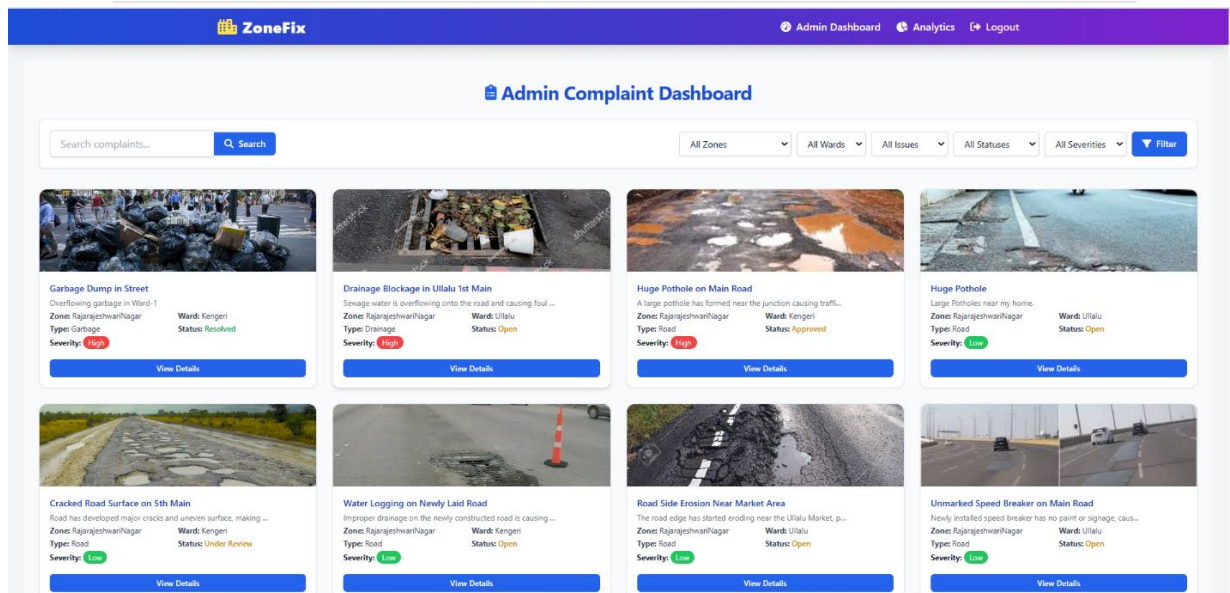 ZoneFix
Admin Dashboard Analytics Logout
Admin Complaint Dashboard
Search complaints... Search All Zones All Wards All Issues All Statuses All Severities Filter
Garbage Dump in Street
Overflowing garbage in Ward-1
Zone: RajarajeshwariNagar Ward: Kengeri
Type: Garbage Status: Resolved
Severity: High
View Details
Drainage Blockage in Ullalu 1st Main
Sewage water is overflowing onto the road and causing foul ...
Zone: RajarajeshwariNagar Ward: Ullalu
Type: Drainage Status: Open
Severity: High
View Details
Huge Pothole on Main Road
A large pothole has formed near the junction causing traffi...
Zone: RajarajeshwariNagar Ward: Kengeri
Type: Road Status: Approved
Severity: High
View Details
Huge Pothole
Large Potholes near my home.
Zone: RajarajeshwariNagar Ward: Ullalu
Type: Road Status: Open
Severity: Low
View Details
Cracked Road Surface on 5th Main
Road has developed major cracks and uneven surface, making ...
Zone: RajarajeshwariNagar Ward: Kengeri
Type: Road Status: Under Review
Severity: Low
View Details
Water Logging on Newly Laid Road
Improper drainage on the newly constructed road is causing ...
Zone: RajarajeshwariNagar Ward: Kengeri
Type: Road Status: Open
Severity: Low
View Details
Road Side Erosion Near Market Area
The road edge has started eroding near the Ullalu Market, p...
Zone: RajarajeshwariNagar Ward: Ullalu
Type: Road Status: Open
Severity: Low
View Details
Unmarked Speed Breaker on Main Road
Newly installed speed breaker has no paint or signage, caus...
Zone: RajarajeshwariNagar Ward: Ullalu
Type: Road Status: Open
Severity: Low
View Details